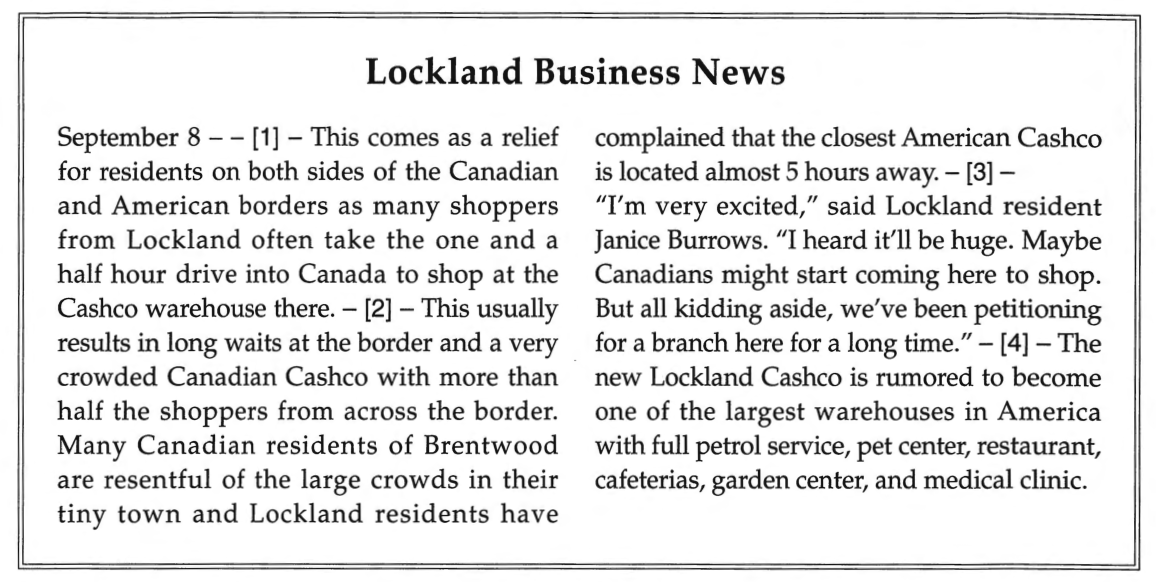 Lockland Business News
September 8 – – [1] – This comes as a relief
for residents on both sides of the Canadian
and American borders as many shoppers
from Lockland often take the one and a
half hour drive into Canada to shop at the
Cashco warehouse there. – [2] – This usually
results in long waits at the border and a very
crowded Canadian Cashco with more than
half the shoppers from across the border.
Many Canadian residents of Brentwood
are resentful of the large crowds in their
tiny town and Lockland residents have
complained that the closest American Cashco
is located almost 5 hours away. – [3] –
"I'm very excited," said Lockland resident
Janice Burrows. "I heard it'll be huge. Maybe
Canadians might start coming here to shop.
But all kidding aside, we've been petitioning
for a branch here for a long time." – [4] – The
new Lockland Cashco is rumored to become
one of the largest warehouses in America
with full petrol service, pet center, restaurant,
cafeterias, garden center, and medical clinic.